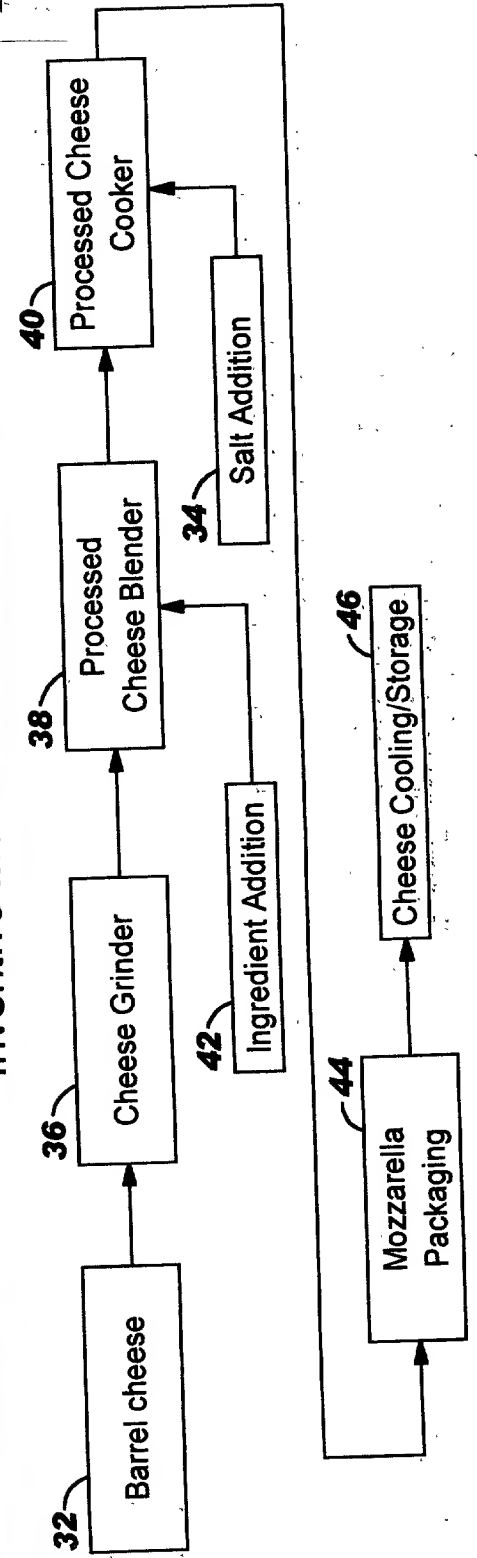 32
Barrel cheese
36
Cheese Grinder
38
Processed
Cheese Blender
40
Processed Cheese
Cooker
42
Ingredient Addition
34
Salt Addition
44
Mozzarella
Packaging
46
Cheese Cooling/Storage